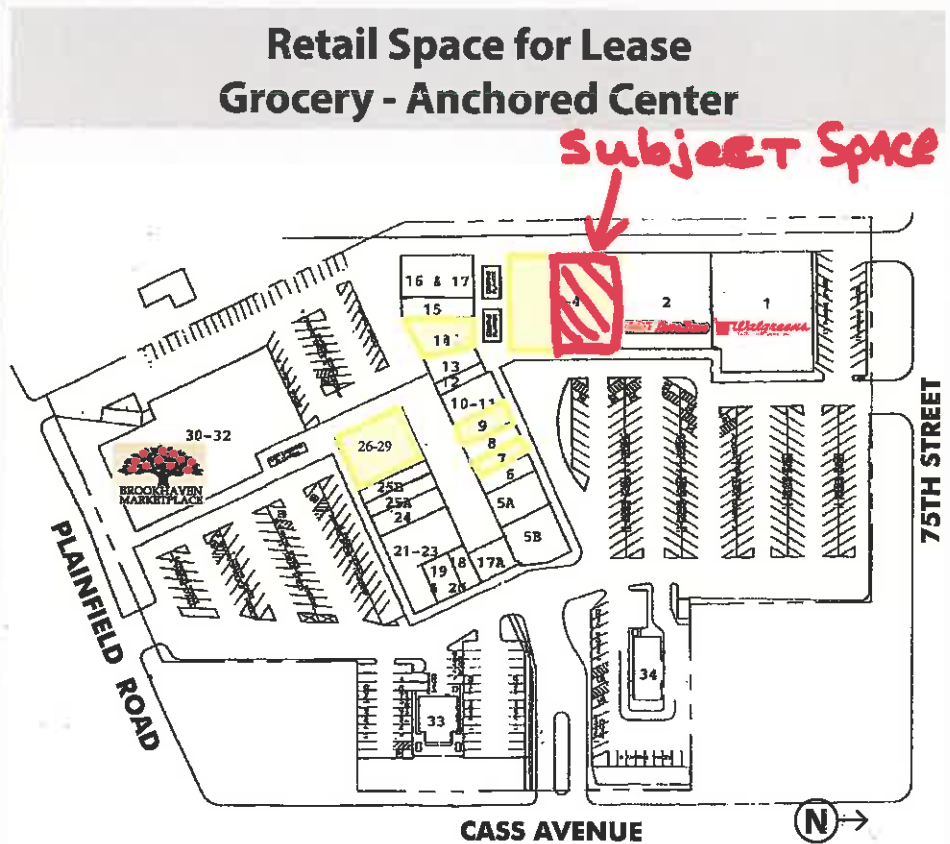 Retail Space for Lease
Grocery - Anchored Center
SubjecT SpAce
16 & 17
15
14
13
12
10-11
9
8
7
6
5A
5B
4
2
1
Walgreens
30-32
BROOKHAVEN
MARKETPLACE
26-29
25B
25A
24
21-23
19
18
17A
20
33
34
PLAINFIELD ROAD
75TH STREET
CASS AVENUE
N